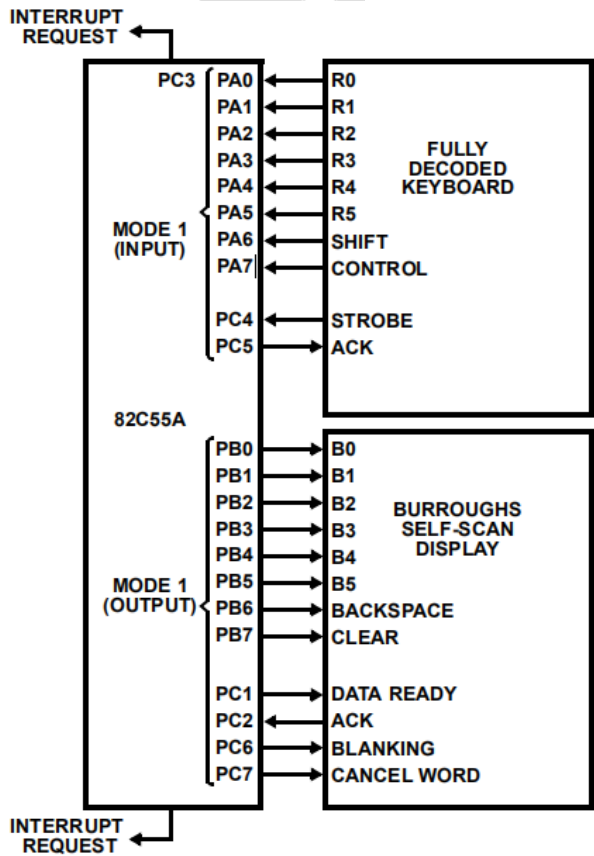 INTERRUPT
REQUEST
PC3
PA0
R0
PA1
R1
PA2
R2
PA3
R3
PA4
R4
PA5
R5
PA6
SHIFT
PA7
CONTROL
FULLY
DECODED
KEYBOARD
MODE 1
(INPUT)
PC4
STROBE
PC5
ACK
82C55A
PB0
B0
PB1
B1
PB2
B2
PB3
B3
PB4
B4
PB5
B5
PB6
BACKSPACE
PB7
CLEAR
BURROUGHS
SELF-SCAN
DISPLAY
MODE 1
(OUTPUT)
PC1
DATA READY
PC2
ACK
PC6
BLANKING
PC7
CANCEL WORD
INTERRUPT
REQUEST